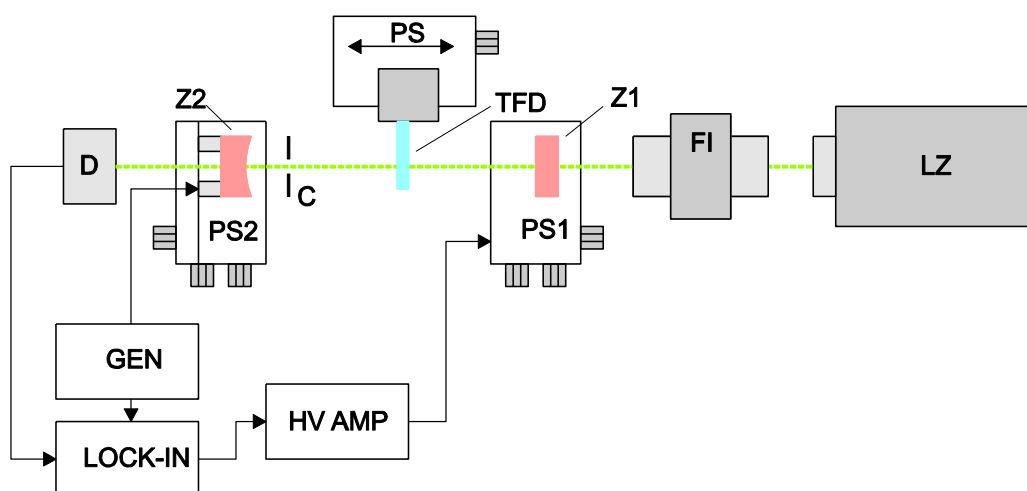 PS
Z2
TFD
Z1
FI
D
LZ
C
PS2
PS1
GEN
HV AMP
LOCK-IN